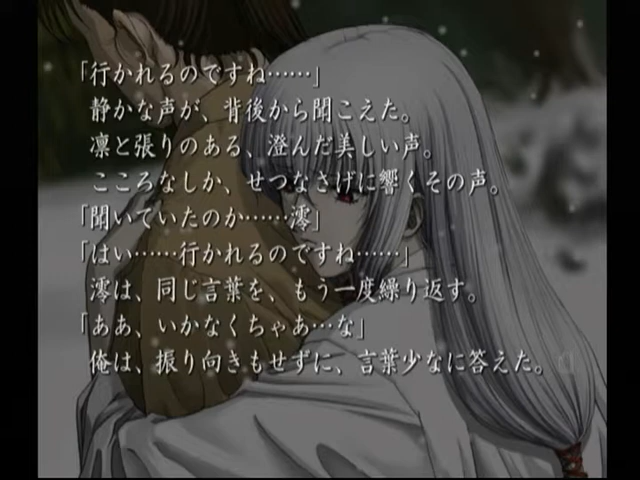 「行かれるのですね……」
静かな声が、背後から聞こえた。
凛と張りのある、澄んだ美しい声。
こころなしか、せつなさげに響くその声。
「聞いていたのか……澪」
「はい……行かれるのですね……」
澪は、同じ言葉を、もう一度繰り返す。
「ああ、いかなくちゃあ…な」
俺は、振り向きもせずに、言葉少なに答えた。